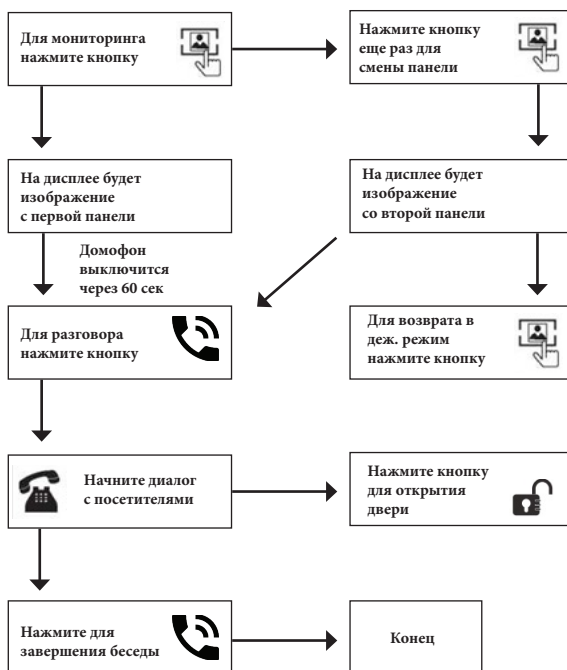 Для мониторинга
нажмите кнопку
Нажмите кнопку
еще раз для
смены панели
На дисплее будет
изображение
с первой панели
На дисплее будет
изображение
со второй панели
Домофон
выключится
через 60 сек
Для разговора
нажмите кнопку
Для возврата в
деж. режим
нажмите кнопку
Начните диалог
с посетителями
Нажмите кнопку
для открытия
двери
Нажмите для
завершения беседы
Конец